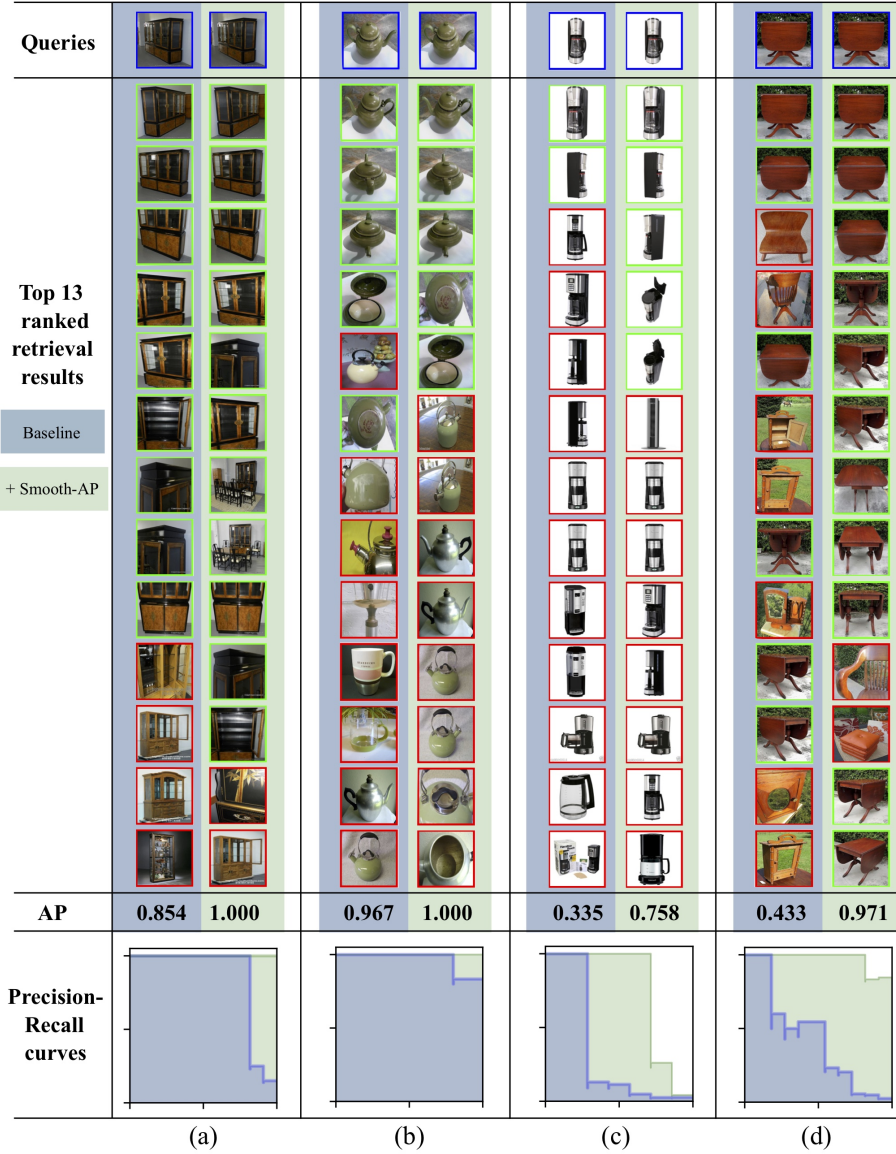 Queries
Top 13
ranked
retrieval
results
Baseline
+ Smooth-AP
AP
0.854 1.000
0.967 1.000
0.335 0.758
0.433 0.971
Precision-
Recall
curves
(a)
(b)
(c)
(d)